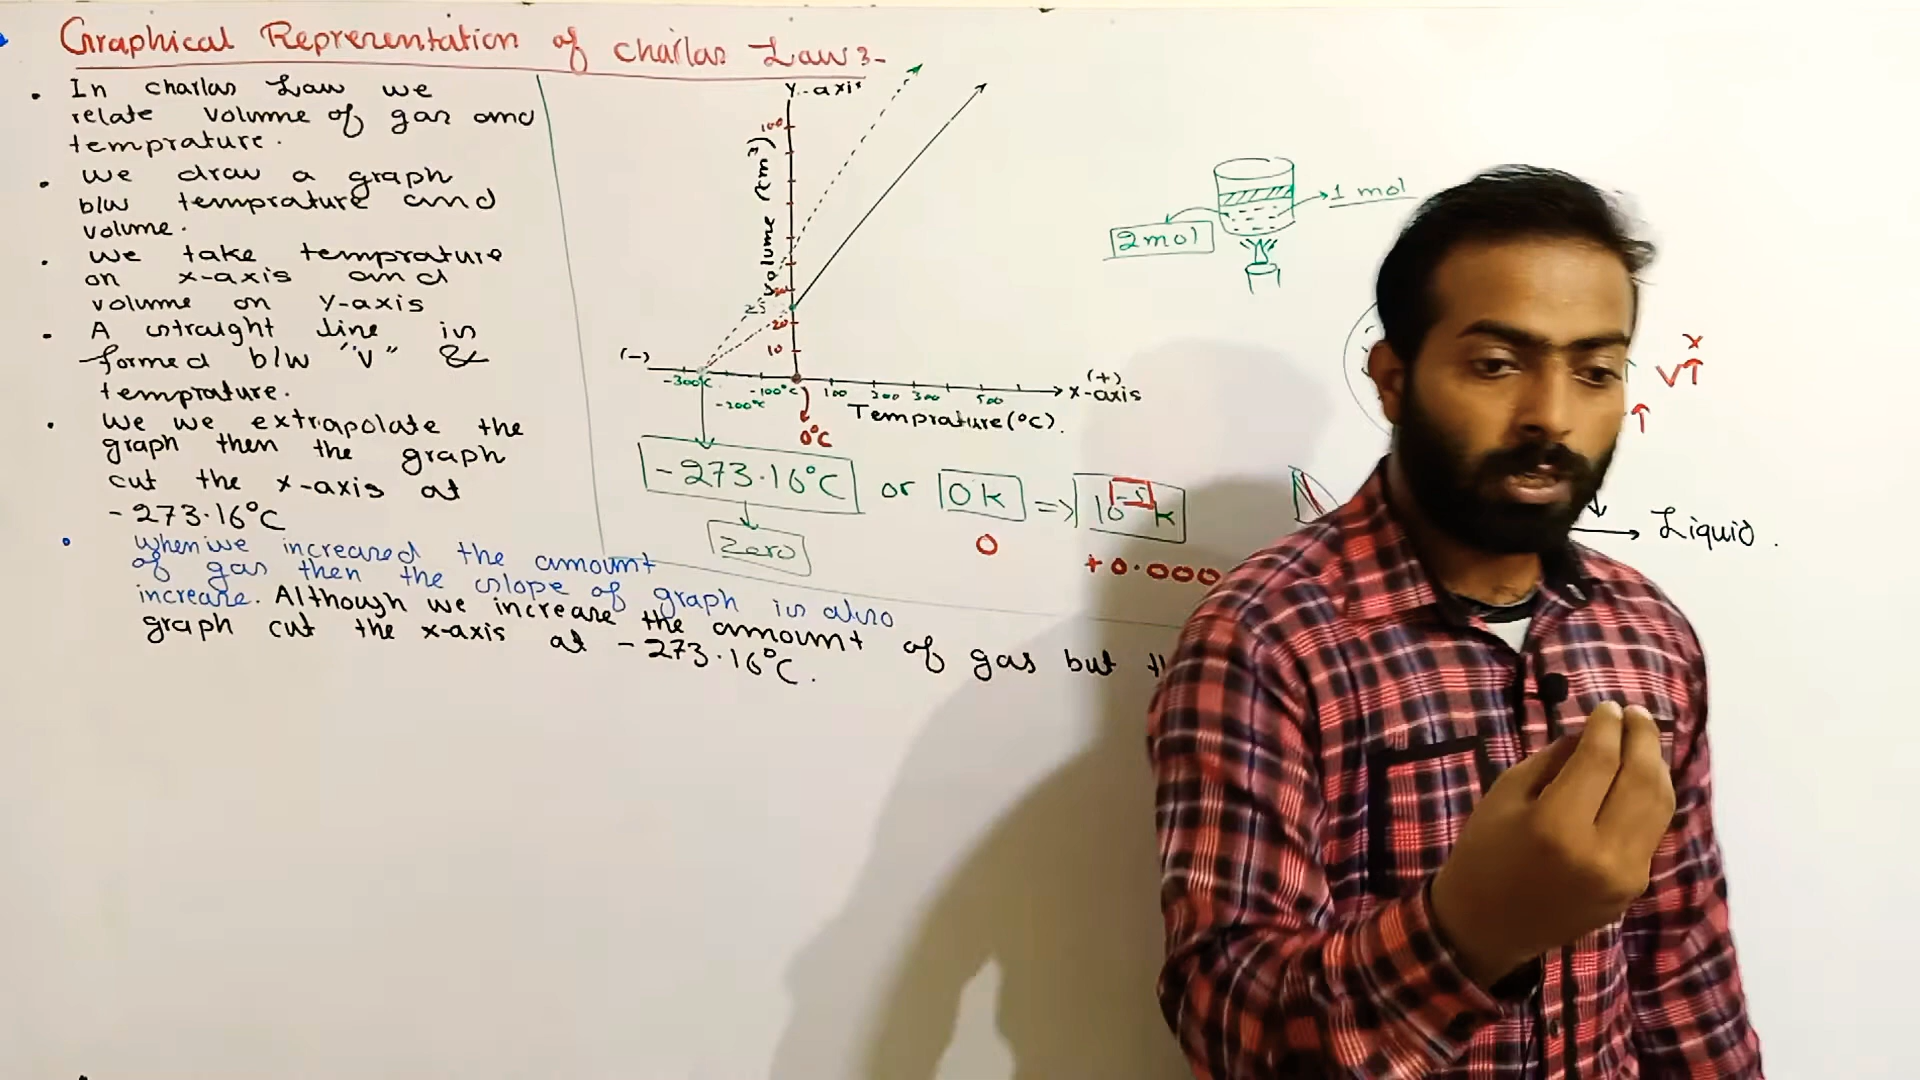 Graphical Representation of Charlas Law :-
• In charlas Law we
relate volume of gas and
temprature.
• we draw a graph
b/w temprature and
volume.
• we take temprature
on x-axis and
volume on Y-axis
• A straight line is
formed b/w "V" &
temprature.
• We we extrapolate the
graph then the graph
cut the x-axis at
-273.16°C
• when we increased the amount
of gas then the slope of graph is also
increase. Although we increase the amount of gas but
graph cut the x-axis at -273.16°C.
Y-axis
100
volume (cm³)
25
20
10
(-)
-300°C
-200°C
-100°C
0°C
100 200 300 500
(+)
x-axis
Temprature (°C).
-273.16°C or 0K => 10⁻⁵ K
Zero
0
+0.000
1 mol
2 mol
x
V↑
↑
Liquid.